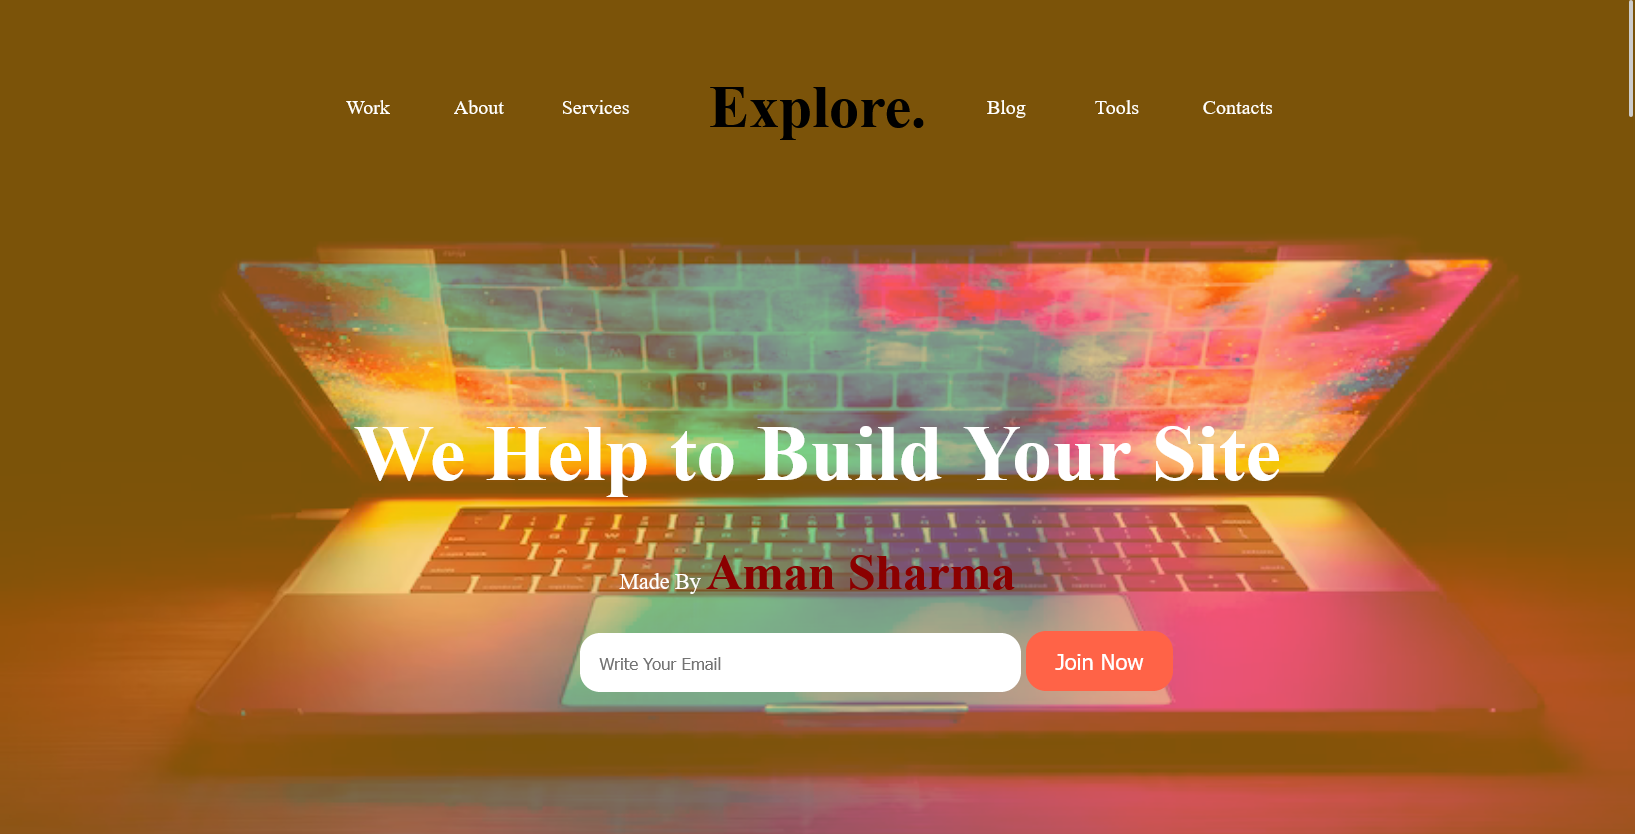 Work About Services Explore. Blog Tools Contacts
We Help to Build Your Site
Made By Aman Sharma
Write Your Email Join Now